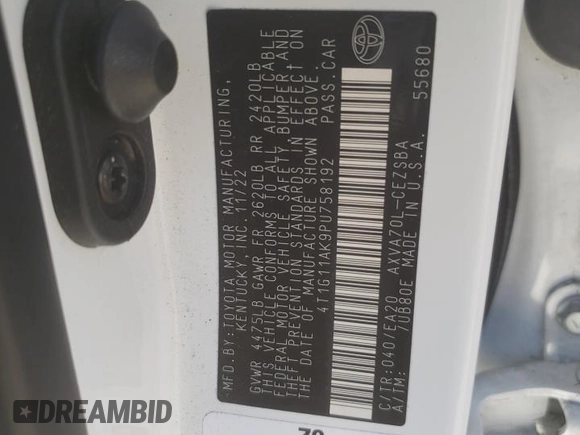 MFD.BY:TOYOTA MOTOR MANUFACTURING,
KENTUCKY, INC. 11/22
GVWR 4475LB GAWR FR 2620LB RR 2420LB
THIS VEHICLE CONFORMS TO ALL APPLICABLE
FEDERAL MOTOR VEHICLE SAFETY, BUMPER AND
THEFT PREVENTION STANDARDS IN EFFECT ON
THE DATE OF MANUFACTURE SHOWN ABOVE.
4T1G11AK9PU758192 PASS.CAR
C/TR:040/EA20 AXVA70L-CEZSBA
A/TM: /UB80E MADE IN U.S.A. 55680
DREAMBID